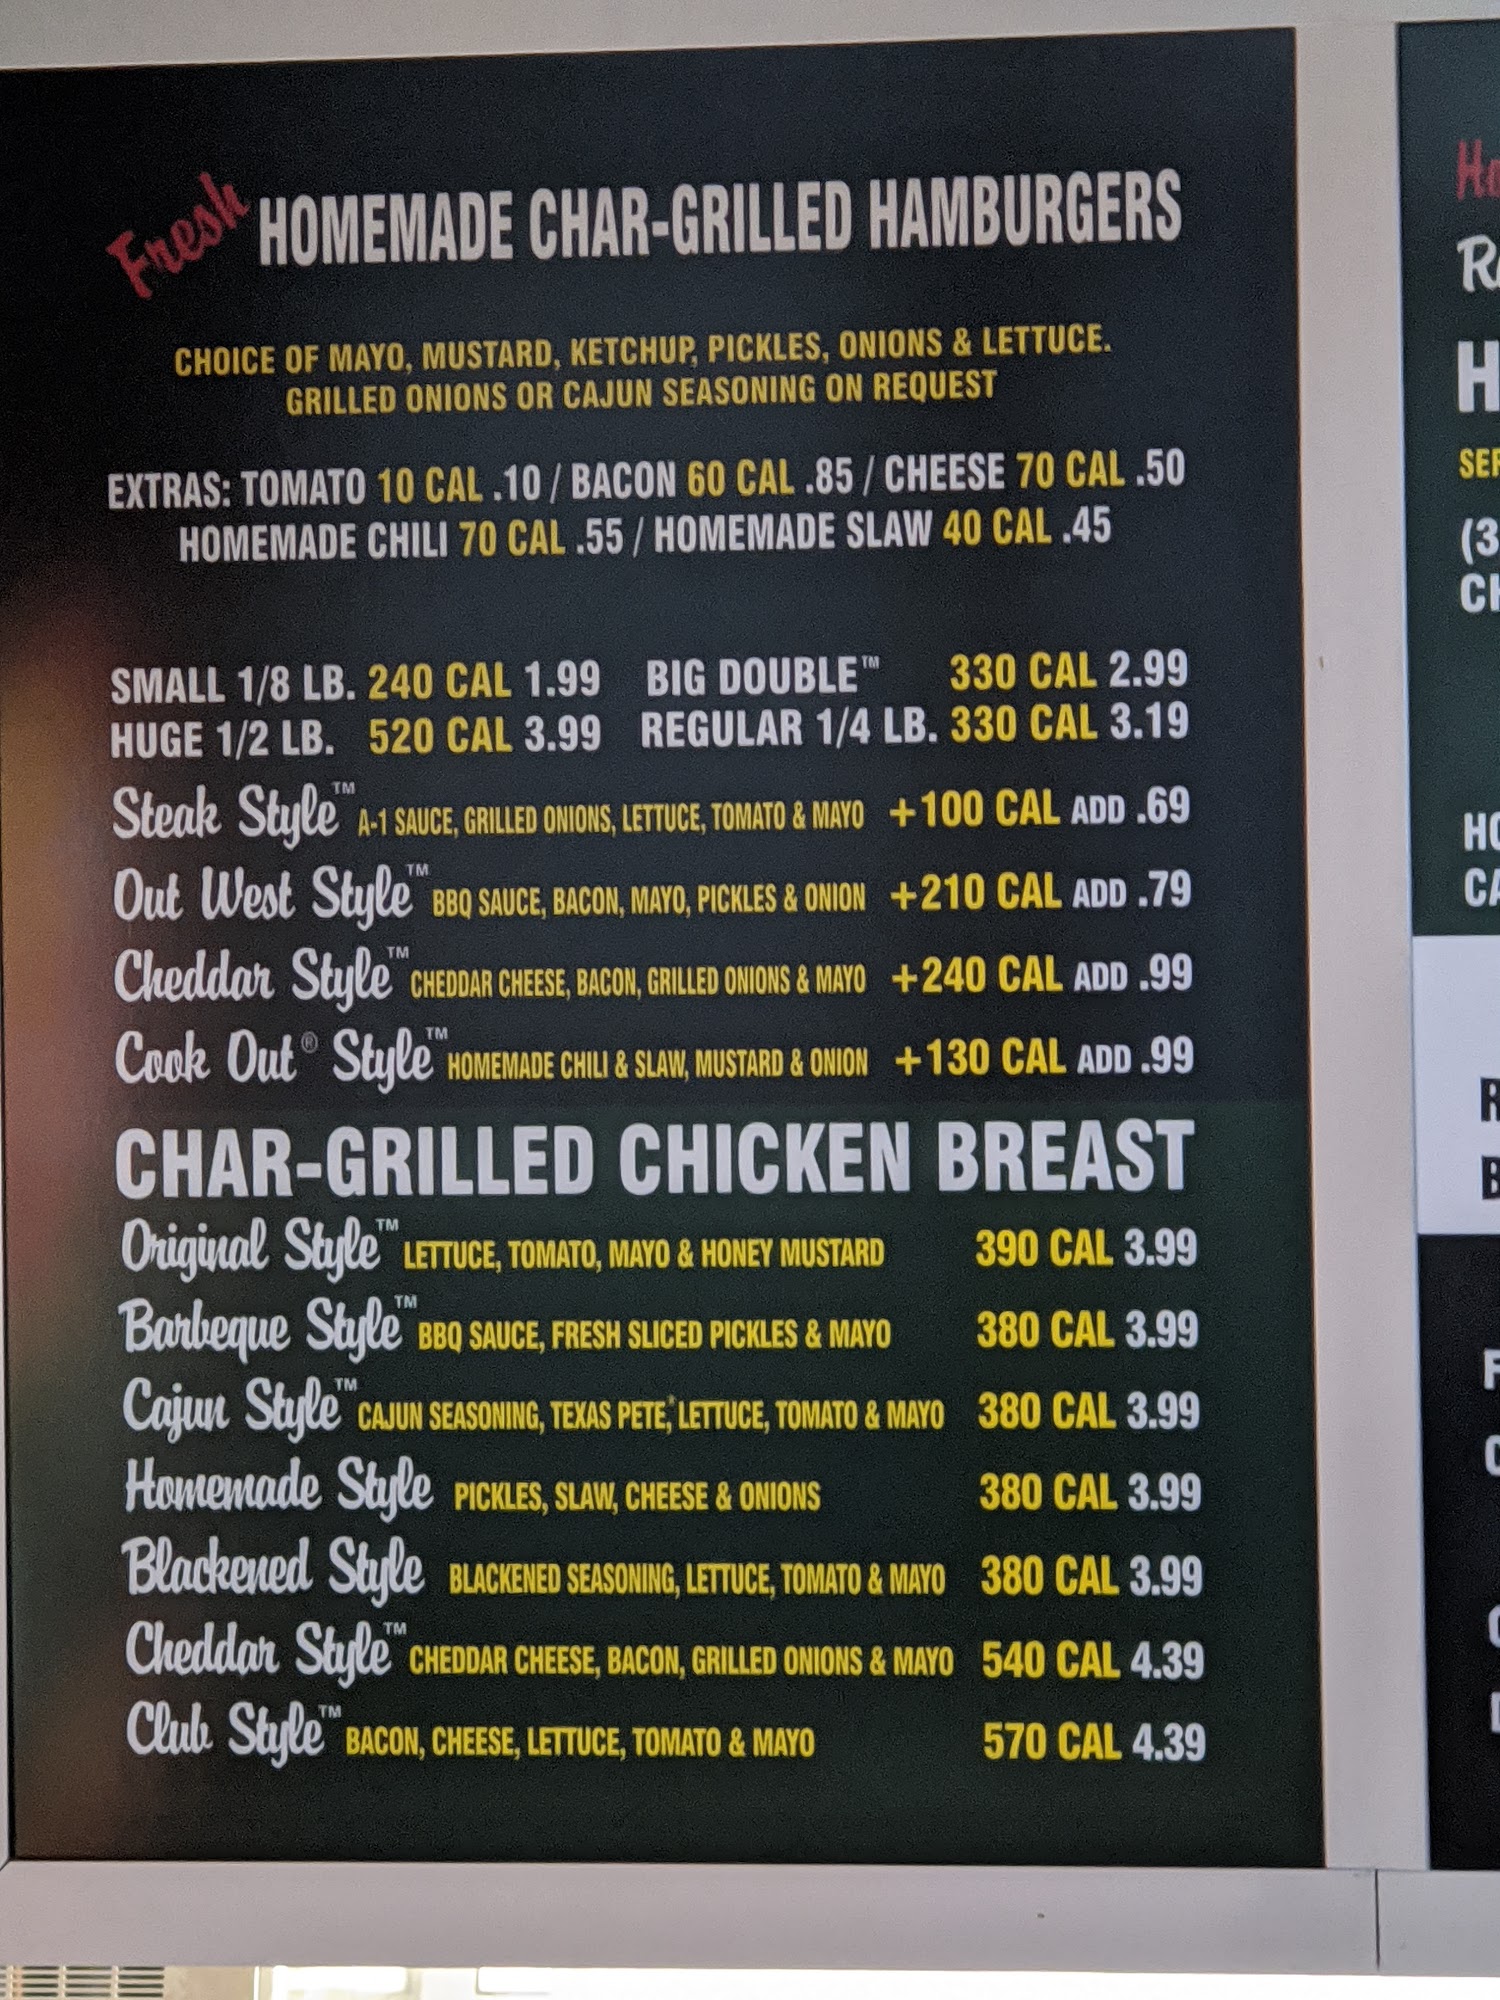 Fresh HOMEMADE CHAR-GRILLED HAMBURGERS
CHOICE OF MAYO, MUSTARD, KETCHUP, PICKLES, ONIONS & LETTUCE.
GRILLED ONIONS OR CAJUN SEASONING ON REQUEST
EXTRAS: TOMATO 10 CAL .10 / BACON 60 CAL .85 / CHEESE 70 CAL .50
HOMEMADE CHILI 70 CAL .55 / HOMEMADE SLAW 40 CAL .45
SMALL 1/8 LB. 240 CAL 1.99 BIG DOUBLE™ 330 CAL 2.99
HUGE 1/2 LB. 520 CAL 3.99 REGULAR 1/4 LB. 330 CAL 3.19
Steak Style™ A-1 SAUCE, GRILLED ONIONS, LETTUCE, TOMATO & MAYO +100 CAL ADD .69
Out West Style™ BBQ SAUCE, BACON, MAYO, PICKLES & ONION +210 CAL ADD .79
Cheddar Style™ CHEDDAR CHEESE, BACON, GRILLED ONIONS & MAYO +240 CAL ADD .99
Cook Out® Style™ HOMEMADE CHILI & SLAW, MUSTARD & ONION +130 CAL ADD .99
CHAR-GRILLED CHICKEN BREAST
Original Style™ LETTUCE, TOMATO, MAYO & HONEY MUSTARD 390 CAL 3.99
Barbeque Style™ BBQ SAUCE, FRESH SLICED PICKLES & MAYO 380 CAL 3.99
Cajun Style™ CAJUN SEASONING, TEXAS PETE,® LETTUCE, TOMATO & MAYO 380 CAL 3.99
Homemade Style PICKLES, SLAW, CHEESE & ONIONS 380 CAL 3.99
Blackened Style BLACKENED SEASONING, LETTUCE, TOMATO & MAYO 380 CAL 3.99
Cheddar Style™ CHEDDAR CHEESE, BACON, GRILLED ONIONS & MAYO 540 CAL 4.39
Club Style™ BACON, CHEESE, LETTUCE, TOMATO & MAYO 570 CAL 4.39